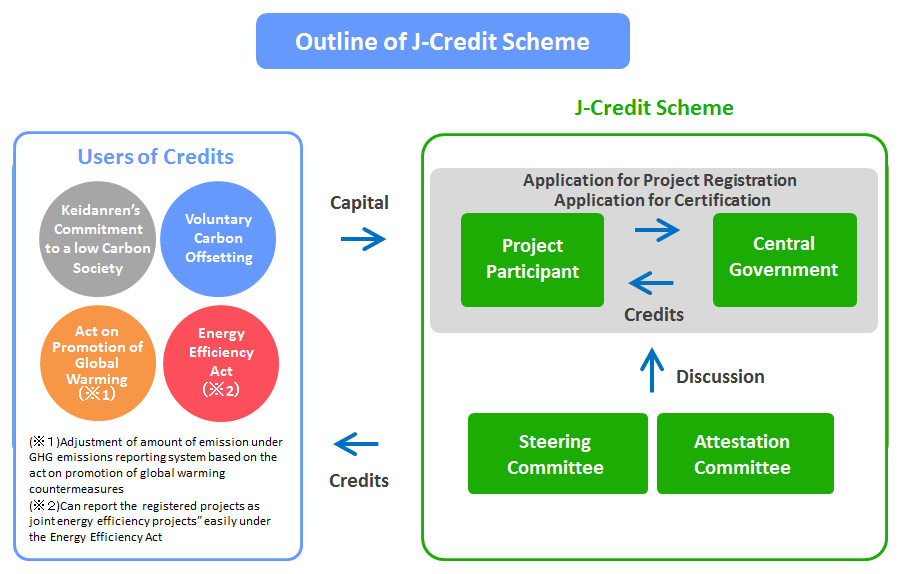 Outline of J-Credit Scheme
J-Credit Scheme
Users of Credits
Keidanren's
Commitment
to a low Carbon
Society
Voluntary
Carbon
Offsetting
Act on
Promotion of
Global
Warming
(※1)
Energy
Efficiency
Act
(※2)
(※1)Adjustment of amount of emission under
GHG emissions reporting system based on the
act on promotion of global warming
countermeasures
(※2)Can report the registered projects as
joint energy efficiency projects” easily under
the Energy Efficiency Act
Capital
Credits
Application for Project Registration
Application for Certification
Project
Participant
Central
Government
Credits
Discussion
Steering
Committee
Attestation
Committee